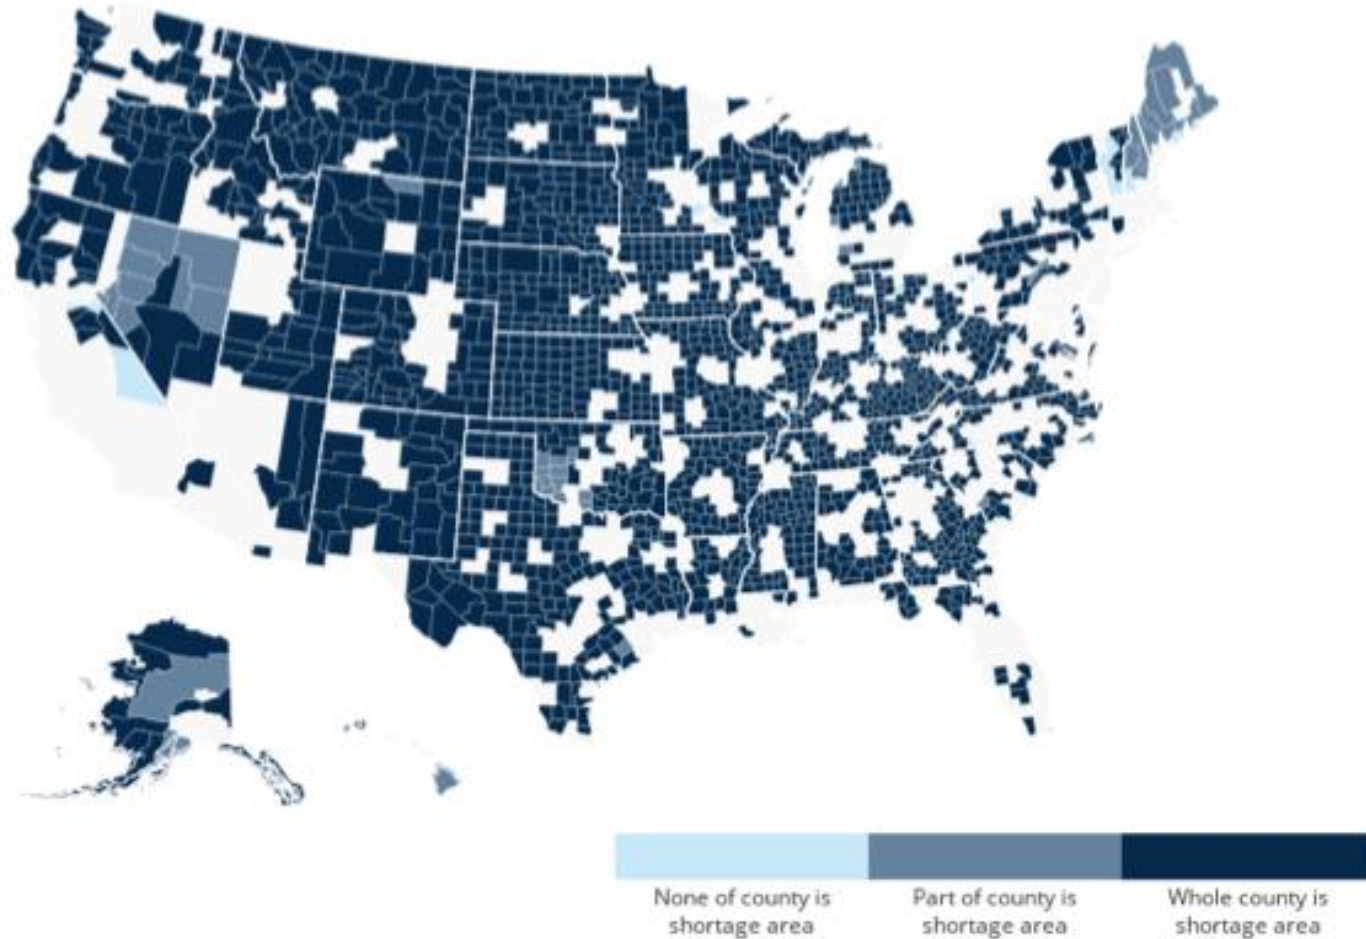 None of county is
shortage area
Part of county is
shortage area
Whole county is
shortage area